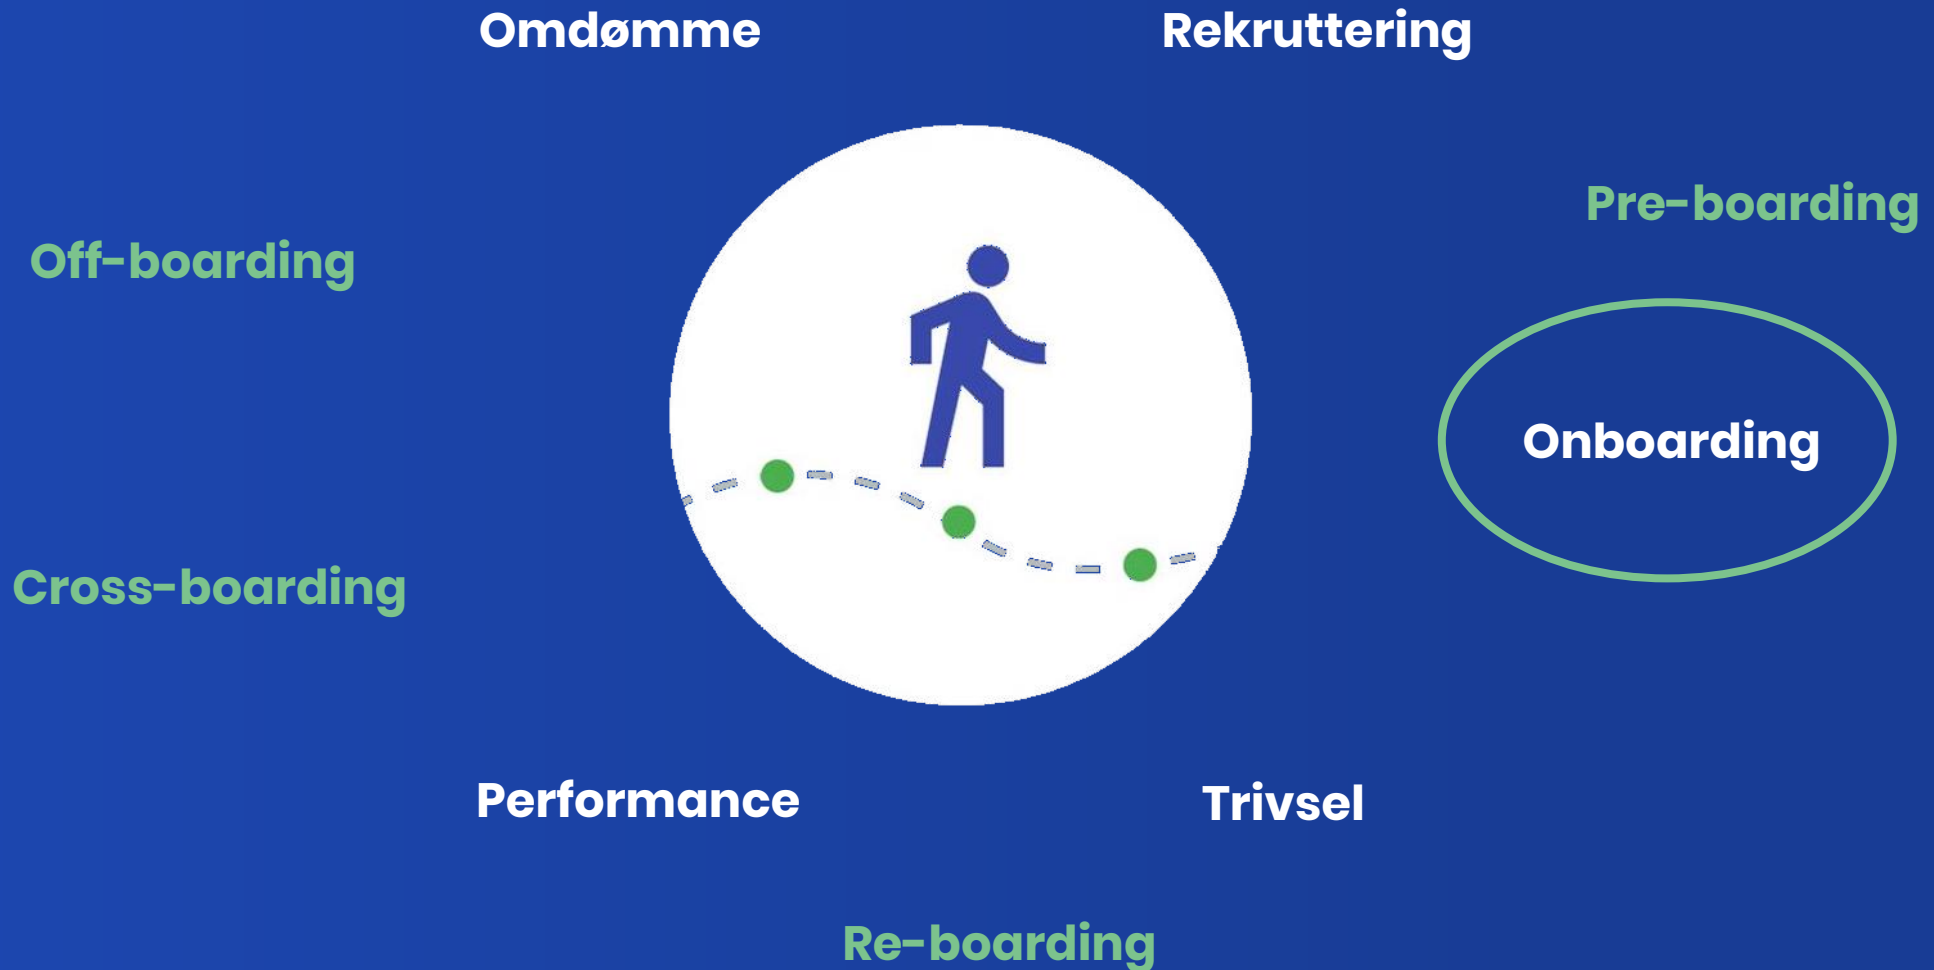 Omdømme
Rekruttering
Pre-boarding
Off-boarding
Onboarding
Cross-boarding
Performance
Trivsel
Re-boarding